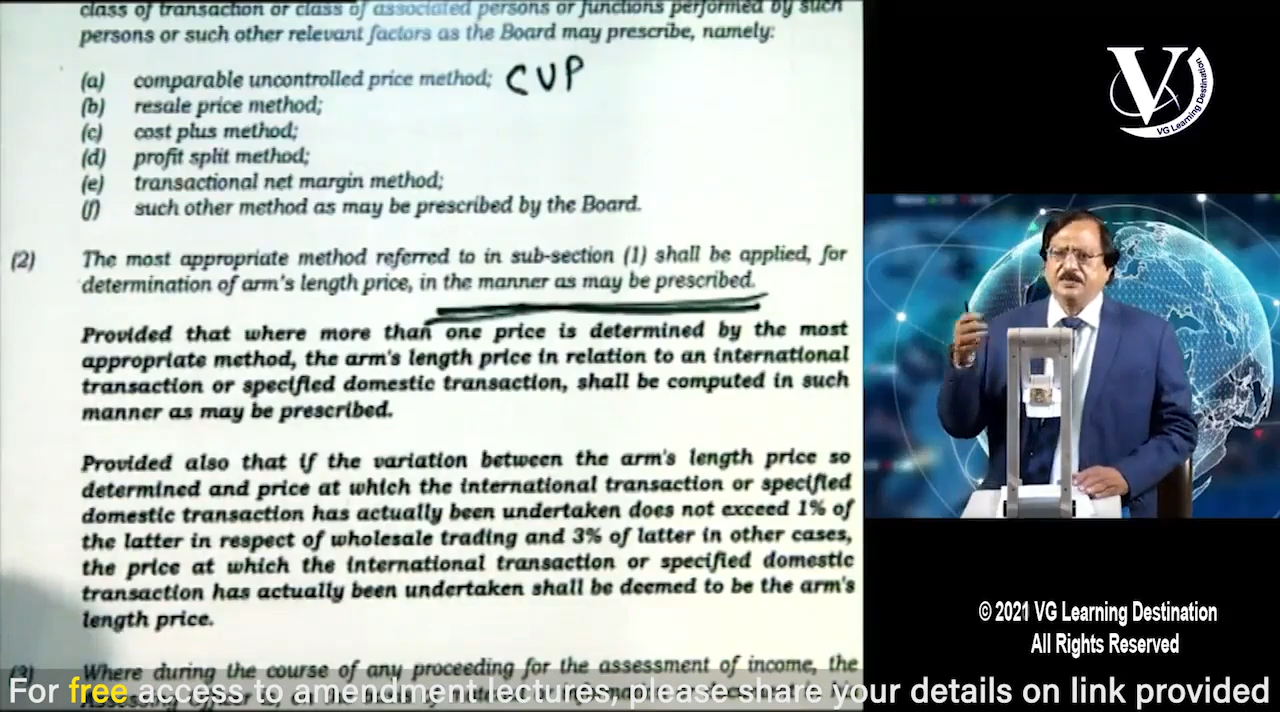 class of transaction or class of associated persons or functions performed by such
persons or such other relevant factors as the Board may prescribe, namely:
(a) comparable uncontrolled price method; CUP
(b) resale price method;
(c) cost plus method;
(d) profit split method;
(e) transactional net margin method;
(f) such other method as may be prescribed by the Board.
(2) The most appropriate method referred to in sub-section (1) shall be applied, for
determination of arm's length price, in the manner as may be prescribed.
Provided that where more than one price is determined by the most
appropriate method, the arm's length price in relation to an international
transaction or specified domestic transaction, shall be computed in such
manner as may be prescribed.
Provided also that if the variation between the arm's length price so
determined and price at which the international transaction or specified
domestic transaction has actually been undertaken does not exceed 1% of
the latter in respect of wholesale trading and 3% of latter in other cases,
the price at which the international transaction or specified domestic
transaction has actually been undertaken shall be deemed to be the arm's
length price.
(3) Where during the course of any proceeding for the assessment of income, the
V
VG Learning Destination
© 2021 VG Learning Destination
All Rights Reserved
For free access to amendment lectures, please share your details on link provided